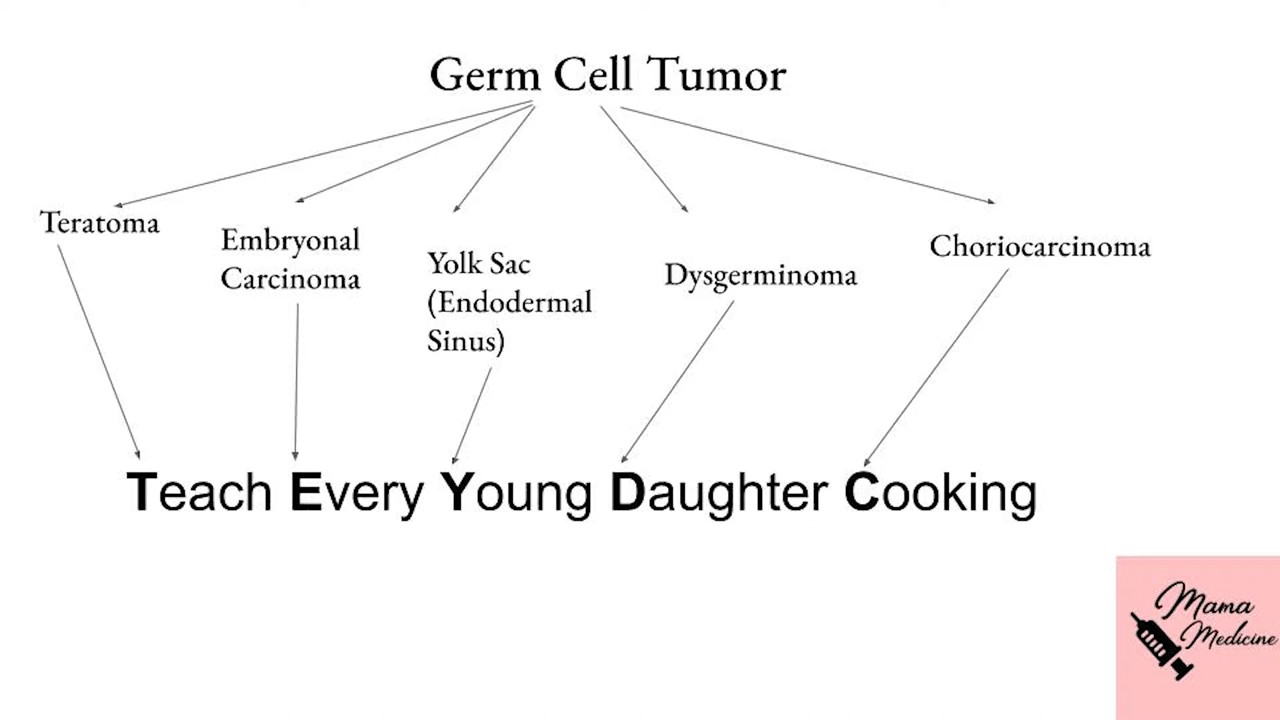 Germ Cell Tumor
Teratoma
Embryonal
Carcinoma
Yolk Sac
(Endodermal
Sinus)
Dysgerminoma
Choriocarcinoma
Teach Every Young Daughter Cooking
Mama
Medicine